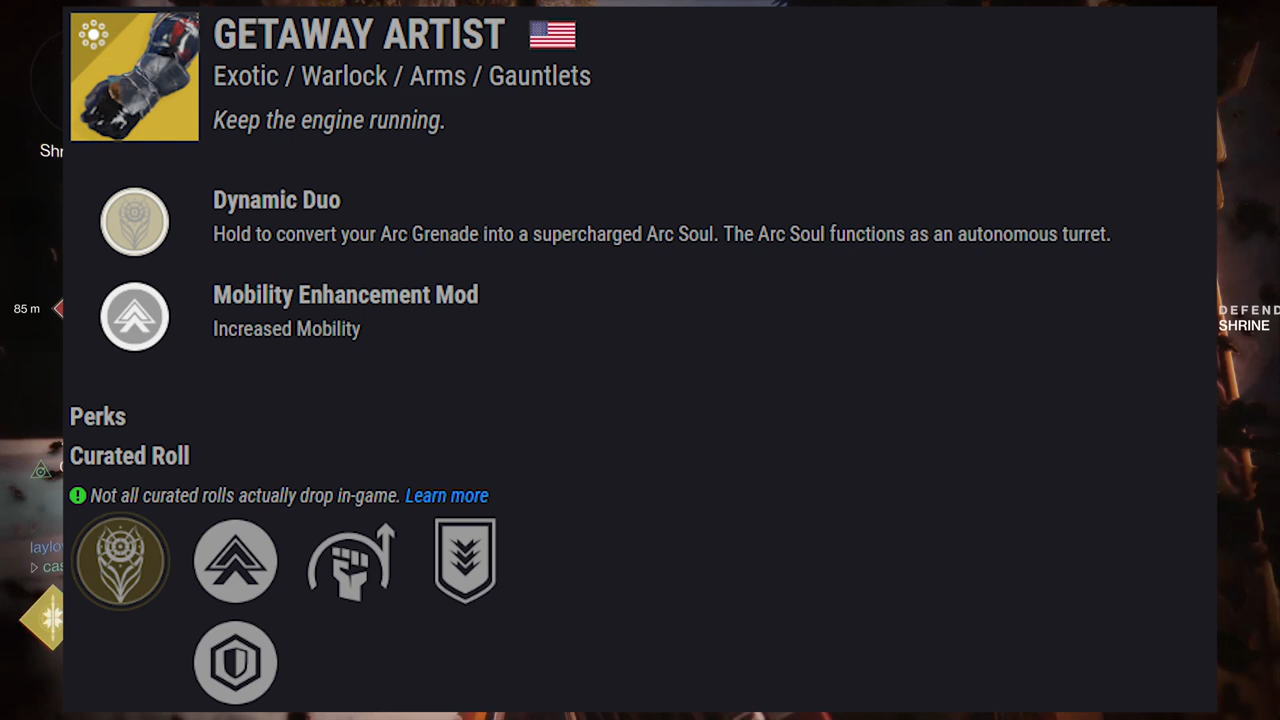 GETAWAY ARTIST
Exotic / Warlock / Arms / Gauntlets
Keep the engine running.
Dynamic Duo
Hold to convert your Arc Grenade into a supercharged Arc Soul. The Arc Soul functions as an autonomous turret.
Mobility Enhancement Mod
Increased Mobility
85 m
DEFEND
SHRINE
Perks
Curated Roll
Not all curated rolls actually drop in-game. Learn more